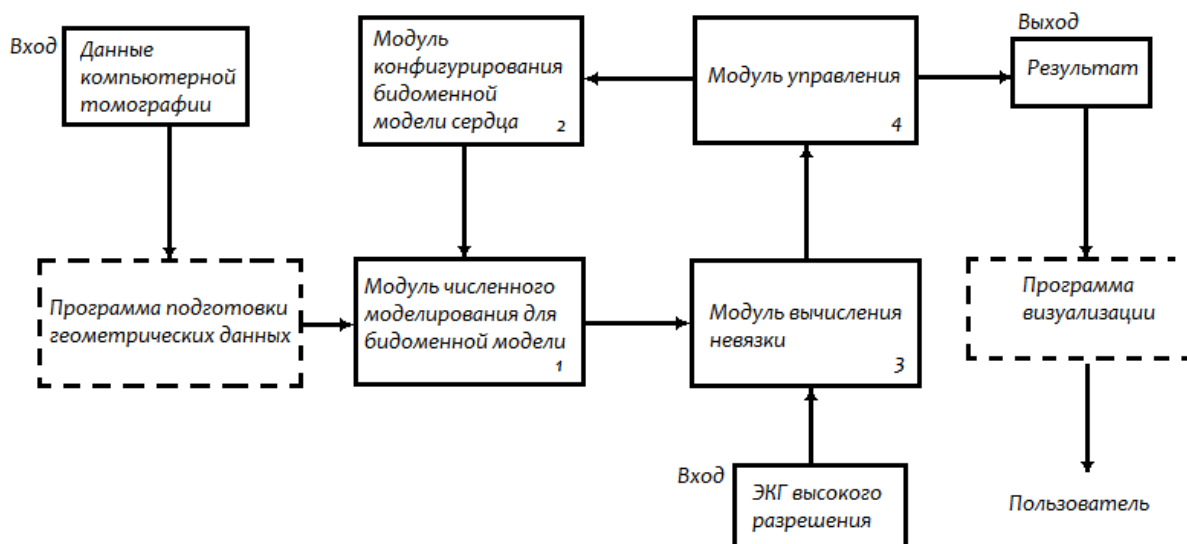 Вход
Данные
компьютерной
томографии
Модуль
конфигурирования
бидоменной
модели сердца
2
Модуль управления
4
Выход
Результат
Программа подготовки
геометрических данных
Модуль численного
моделирования для
бидоменной модели
1
Модуль вычисления
невязки
3
Программа
визуализации
Вход
ЭКГ высокого
разрешения
Пользователь